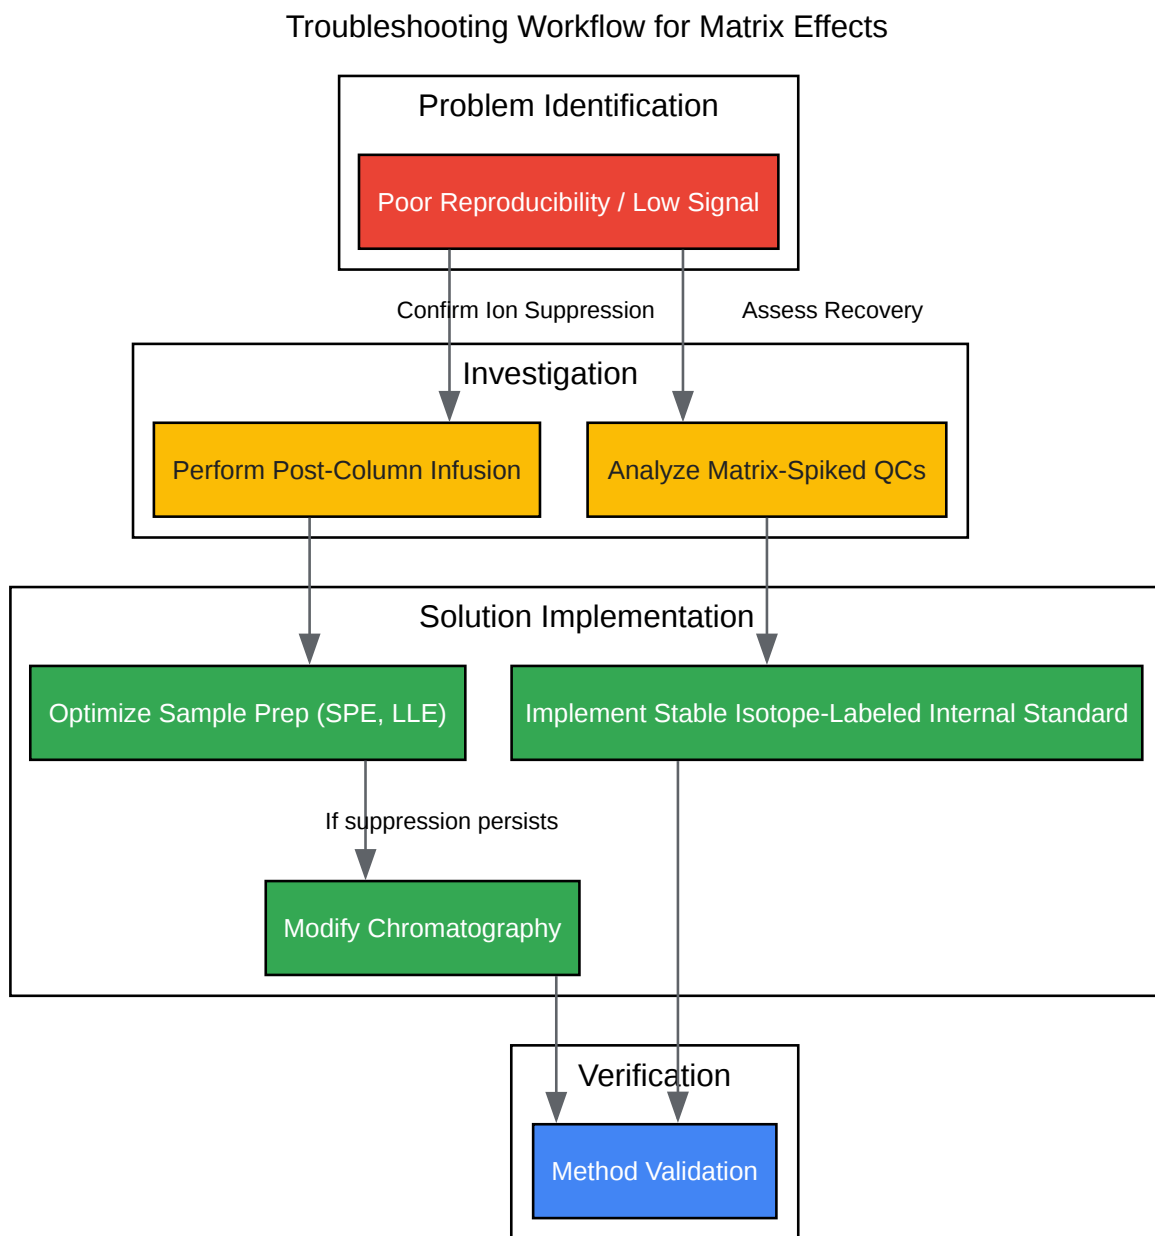 Troubleshooting Workflow for Matrix Effects
Problem Identification
Poor Reproducibility / Low Signal
Confirm Ion Suppression
Assess Recovery
Investigation
Perform Post-Column Infusion
Analyze Matrix-Spiked QCs
Solution Implementation
Optimize Sample Prep (SPE, LLE)
Implement Stable Isotope-Labeled Internal Standard
If suppression persists
Modify Chromatography
Verification
Method Validation